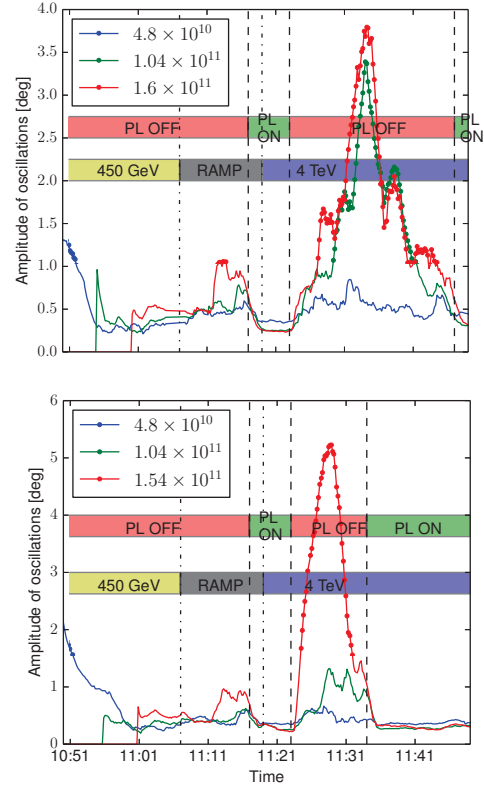 4.0
3.5
3.0
2.5
2.0
1.5
1.0
0.5
0.0
Amplitude of oscillations [deg]
4.8 × 10^10
1.04 × 10^11
1.6 × 10^11
PL OFF
PL ON
PL OFF
PL ON
450 GeV
RAMP
4 TeV
6
5
4
3
2
1
0
Amplitude of oscillations [deg]
4.8 × 10^10
1.04 × 10^11
1.54 × 10^11
PL OFF
PL ON
PL OFF
PL ON
450 GeV
RAMP
4 TeV
10:51 11:01 11:11 11:21 11:31 11:41
Time